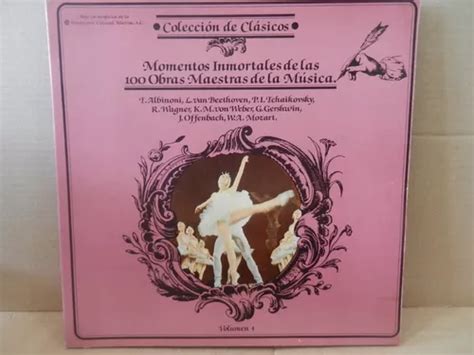 Colección de Clásicos
Momentos Inmortales de las
100 Obras Maestras de la Música.
T. Albinoni, L. van Beethoven, P. I. Tchaikovsky,
R. Wagner, K. M. von Weber, G. Gershwin,
J. Offenbach, W. A. Mozart.
Volumen 1